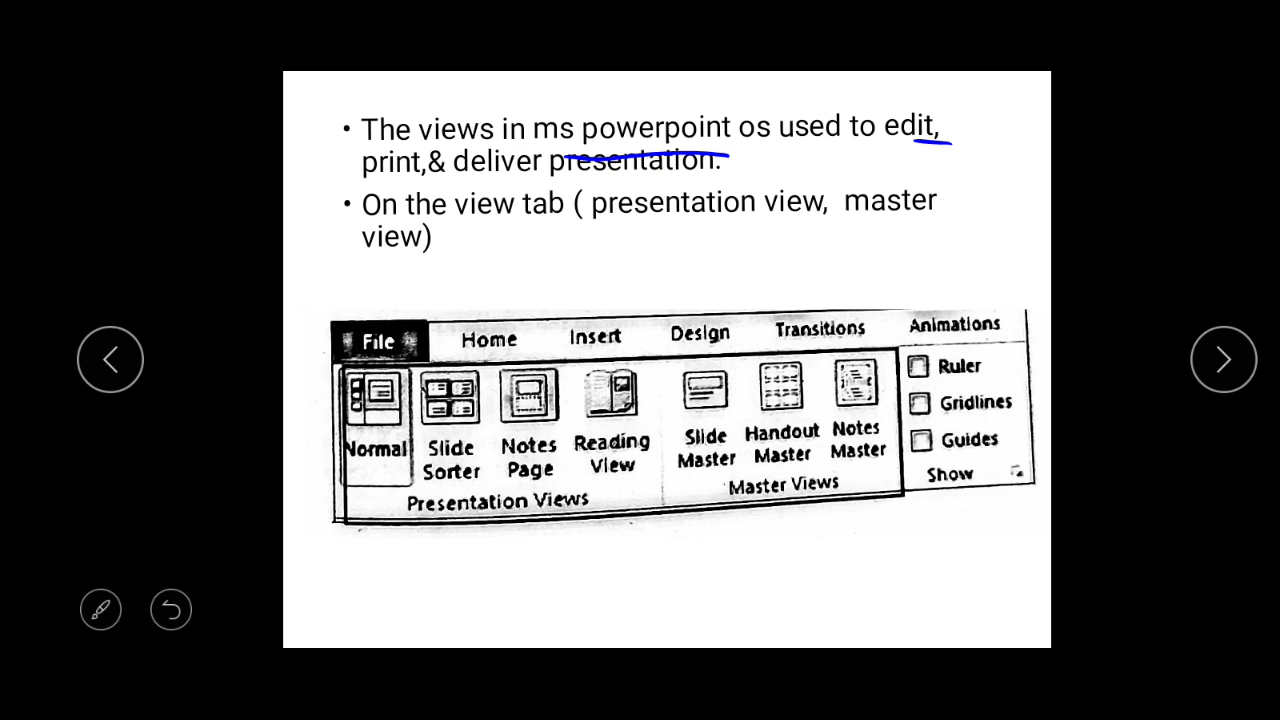 • The views in ms powerpoint os used to edit,
print,& deliver presentation.
• On the view tab ( presentation view, master
view)
File Home Insert Design Transitions Animations
Normal Slide Sorter Notes Page Reading View Slide Master Handout Master Notes Master
Ruler
Gridlines
Guides
Presentation Views Master Views Show